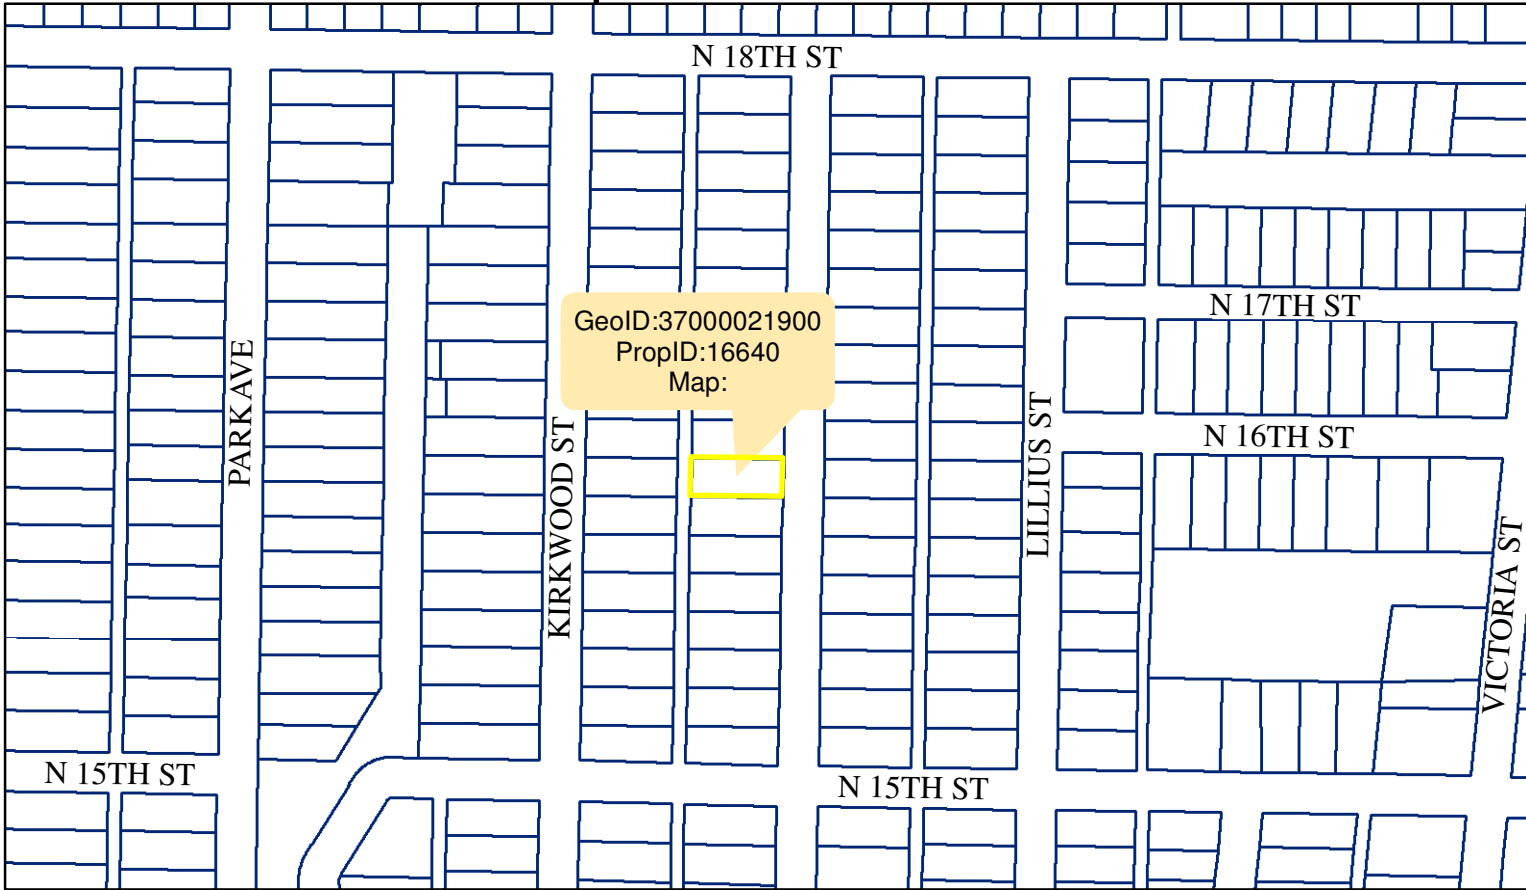 N 18TH ST
N 17TH ST
GeoID:37000021900
PropID:16640
Map:
PARK AVE
KIRKWOOD ST
LILLIUS ST
N 16TH ST
VICTORIA ST
N 15TH ST
N 15TH ST